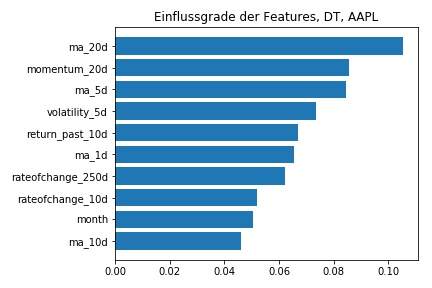 Einflussgrade der Features, DT, AAPL
ma_20d
momentum_20d
ma_5d
volatility_5d
return_past_10d
ma_1d
rateofchange_250d
rateofchange_10d
month
ma_10d
0.00 0.02 0.04 0.06 0.08 0.10